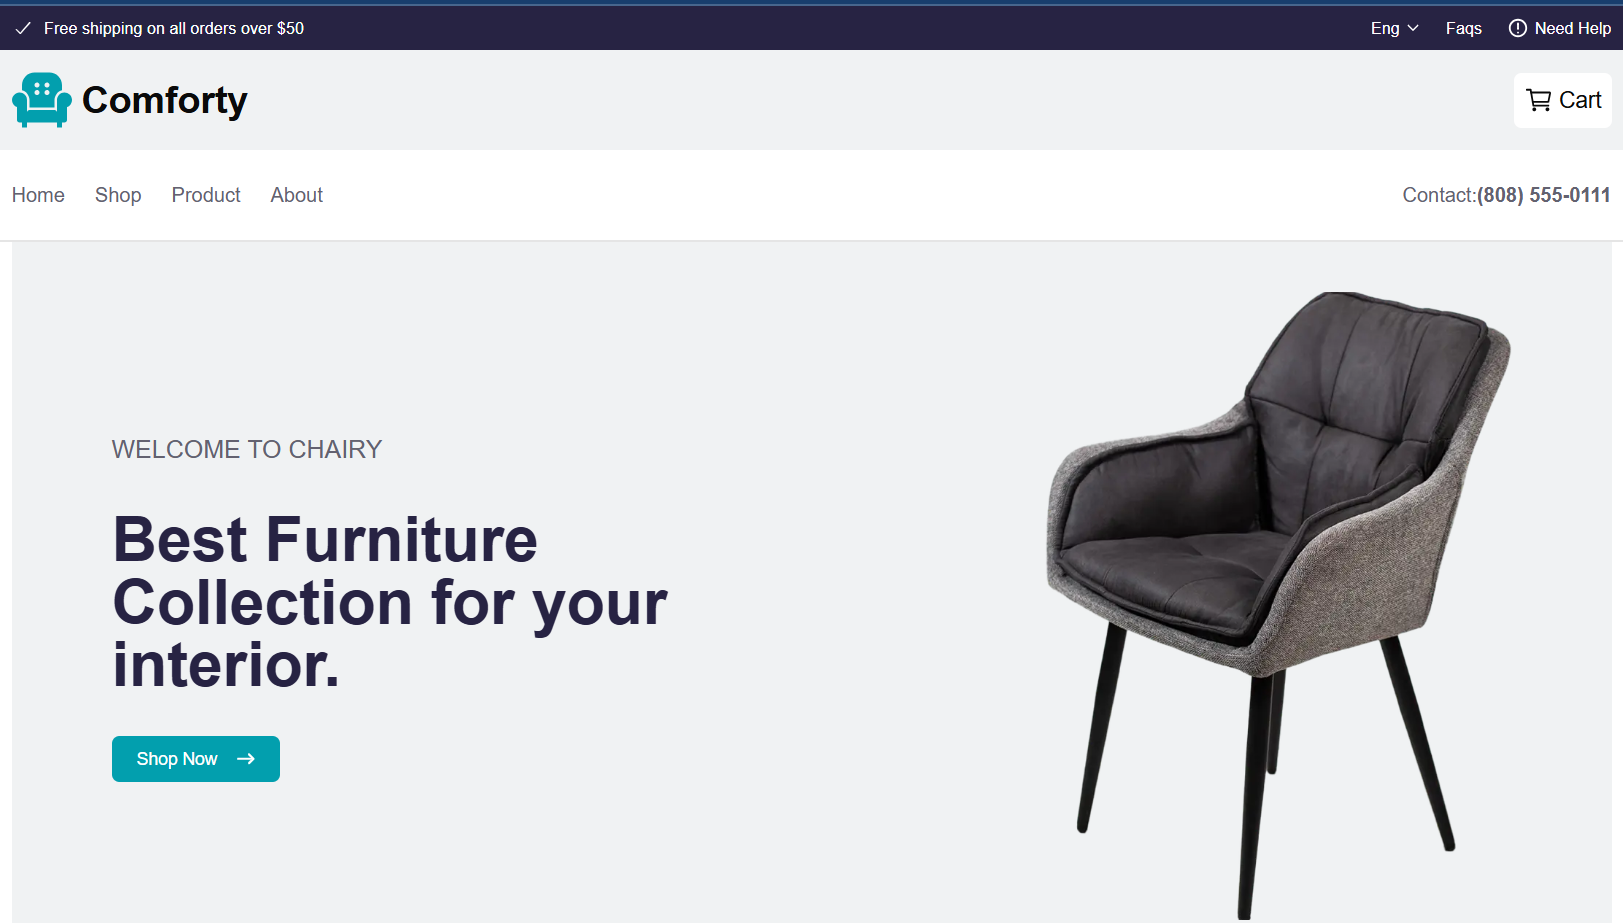 Free shipping on all orders over $50
Eng
Faqs
Need Help
Comforty
Cart
Home
Shop
Product
About
Contact:(808) 555-0111
WELCOME TO CHAIRY
Best Furniture
Collection for your
interior.
Shop Now